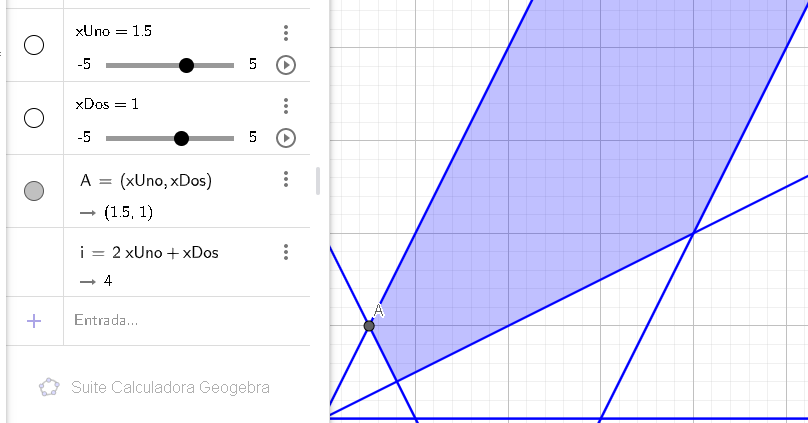 xUno = 1.5
-5 5
xDos = 1
-5 5
A = (xUno, xDos)
→ (1.5, 1)
i = 2 xUno + xDos
→ 4
Entrada...
Suite Calculadora Geogebra
A